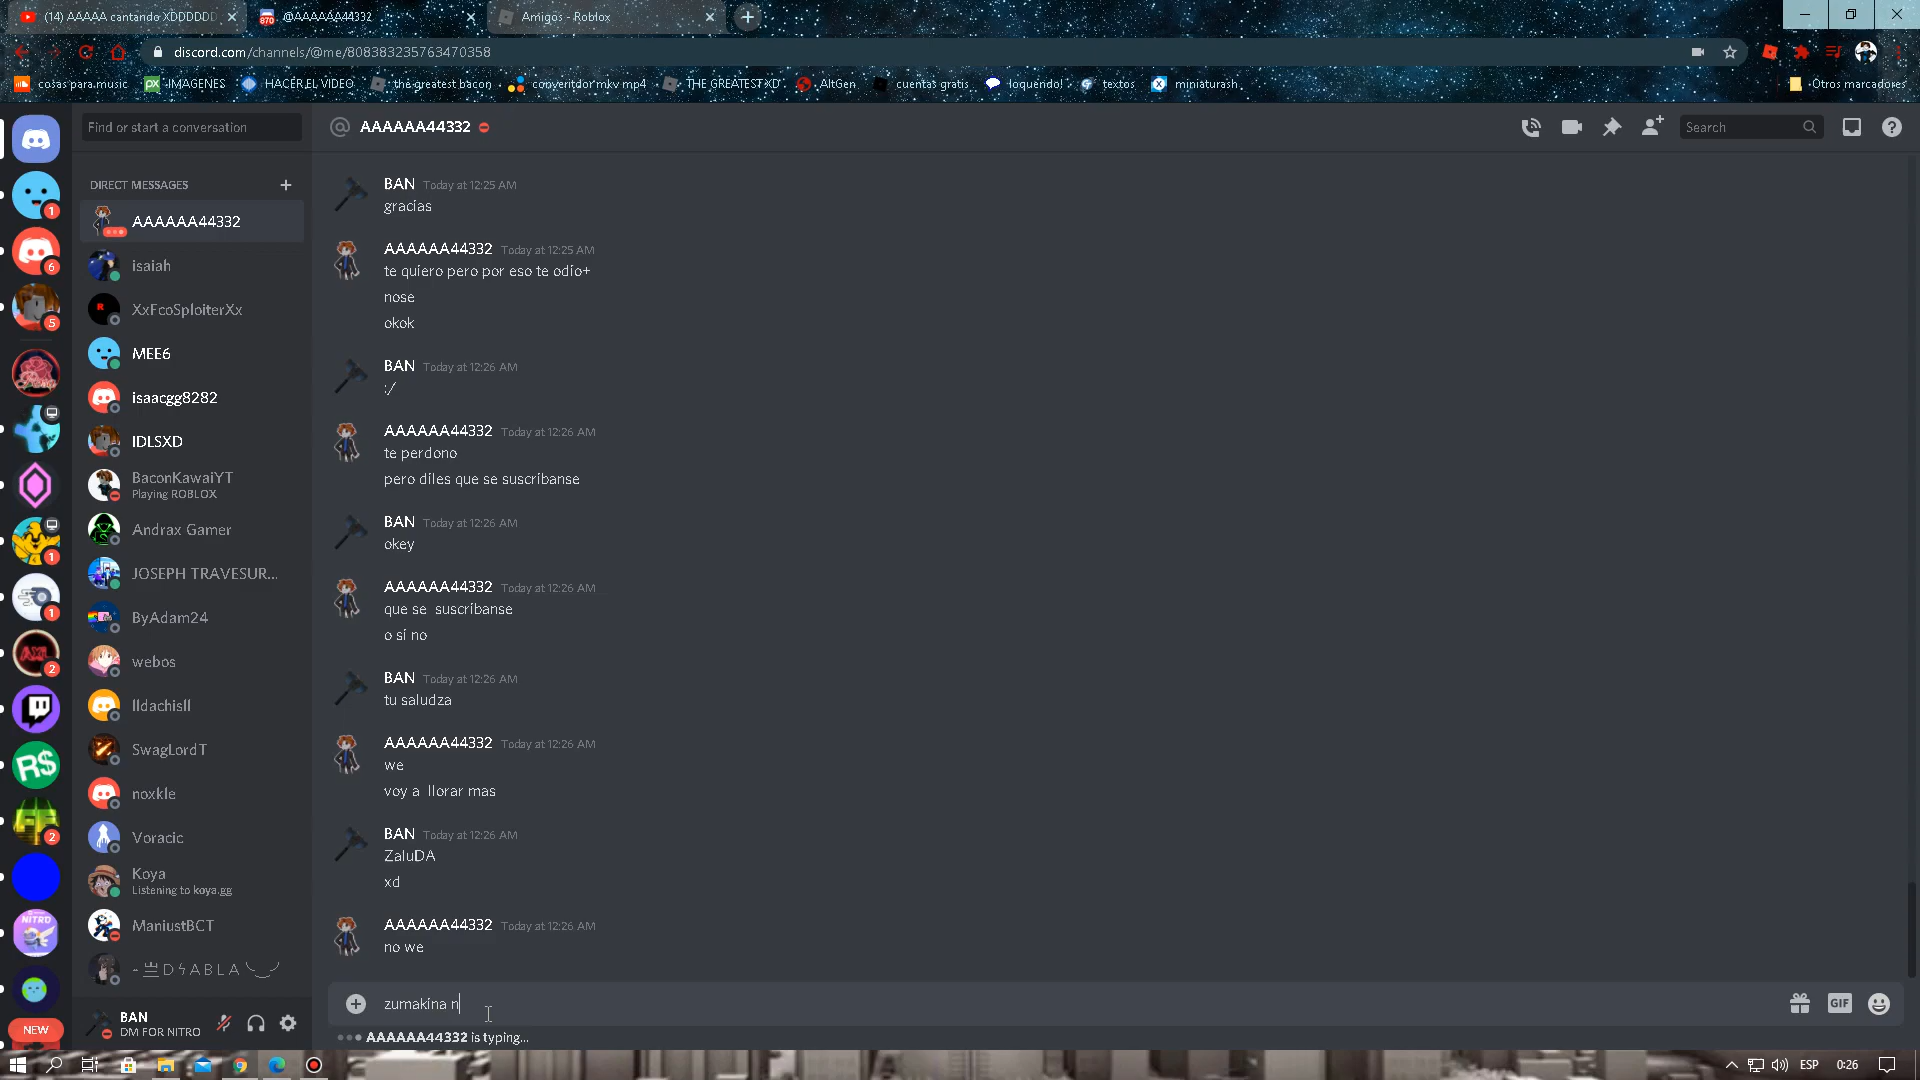 (14) AAAAA cantando XDDDDDD
@AAAAAA44332
Amigos - Roblox
discord.com/channels/@me/808383235763470358
cosas para music
IMAGENES
HACER EL VIDEO
the greatest bacon
convertidor mkv mp4
THE GREATEST XD
AltGen
cuentas gratis
loquendo!
textos
miniaturash
Otros marcadores
Find or start a conversation
AAAAAA44332
Search
DIRECT MESSAGES
AAAAAA44332
isaiah
XxFcoSploiterXx
MEE6
isaacgg8282
IDLSXD
BaconKawaiYT
Playing ROBLOX
Andrax Gamer
JOSEPH TRAVESUR...
ByAdam24
webos
lldachisll
SwagLordT
noxkle
Voracic
Koya
Listening to koya.gg
ManiustBCT
BAN
DM FOR NITRO
NEW
BAN Today at 12:25 AM
gracias
AAAAAA44332 Today at 12:25 AM
te quiero pero por eso te odio+
nose
okok
BAN Today at 12:26 AM
:/
AAAAAA44332 Today at 12:26 AM
te perdono
pero diles que se suscribanse
BAN Today at 12:26 AM
okey
AAAAAA44332 Today at 12:26 AM
que se suscribanse
o si no
BAN Today at 12:26 AM
tu saludza
AAAAAA44332 Today at 12:26 AM
we
voy a llorar mas
BAN Today at 12:26 AM
ZaluDA
xd
AAAAAA44332 Today at 12:26 AM
no we
zumakina n
GIF
AAAAAA44332 is typing...
ESP
0:26